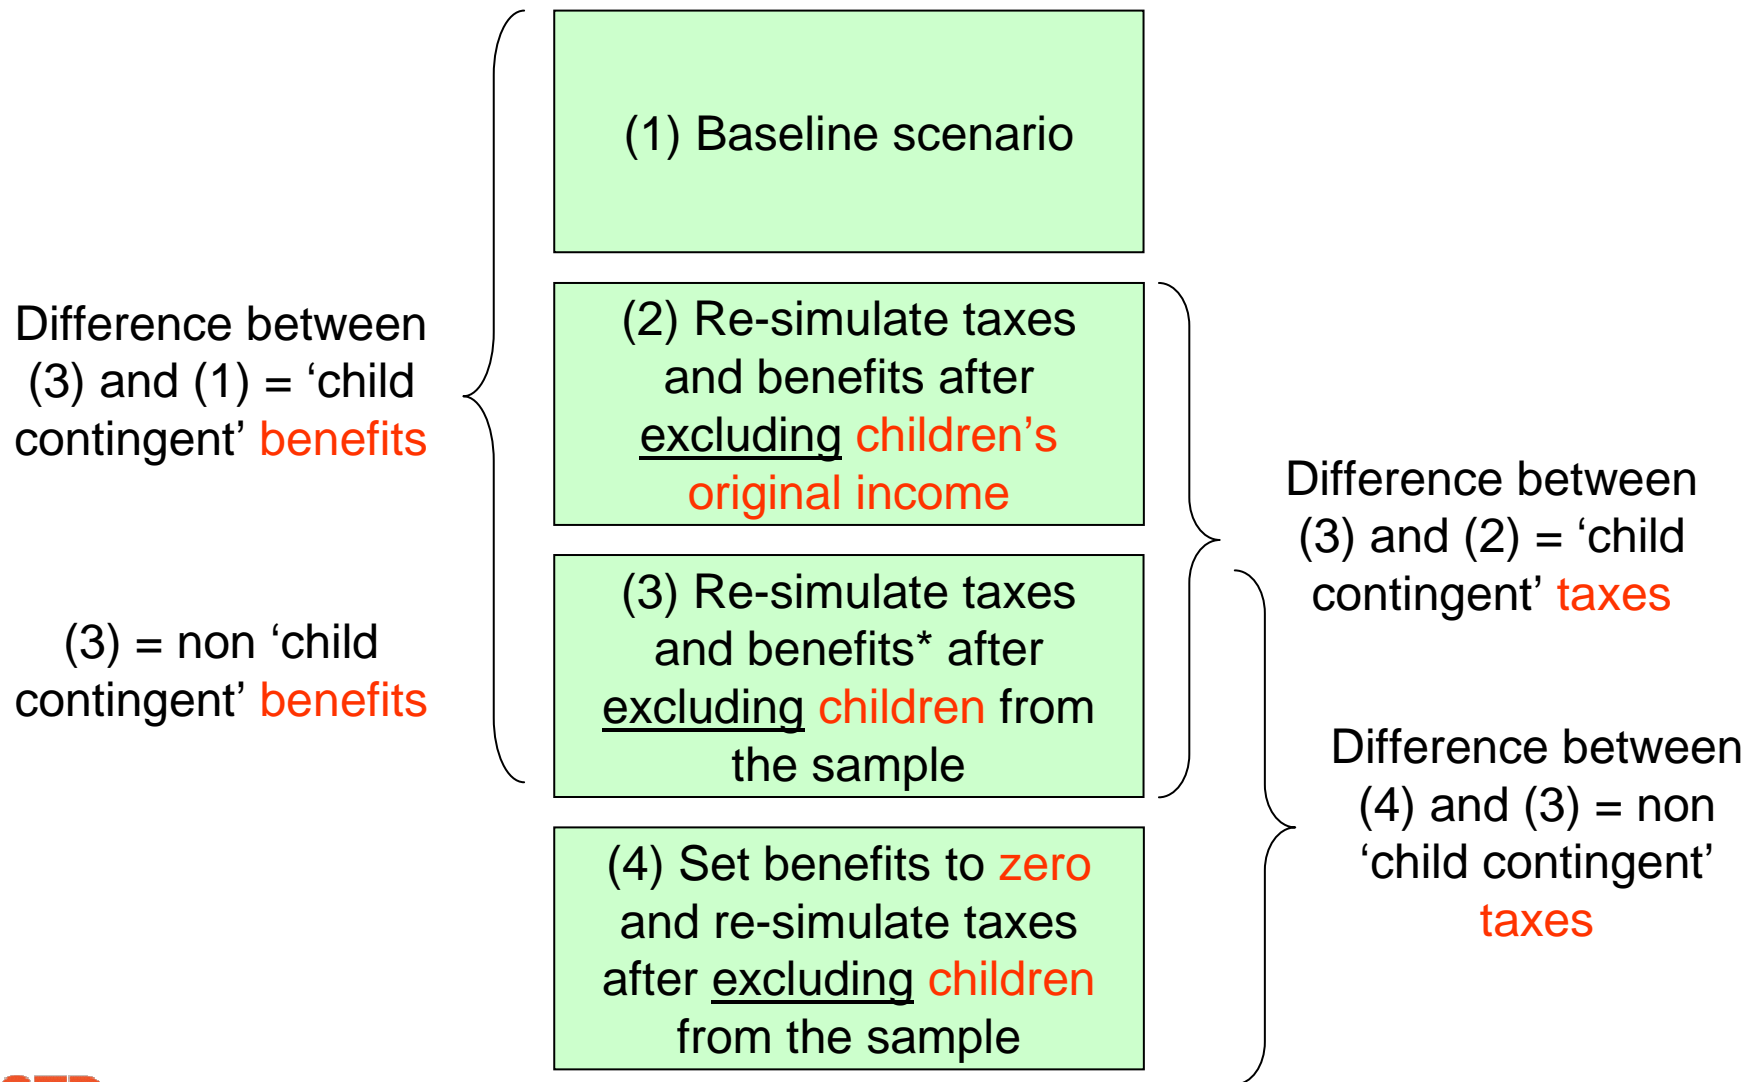 (1) Baseline scenario
Difference between
(3) and (1) = ‘child
contingent’ benefits
(2) Re-simulate taxes
and benefits after
excluding children’s
original income
Difference between
(3) and (2) = ‘child
contingent’ taxes
(3) = non ‘child
contingent’ benefits
(3) Re-simulate taxes
and benefits* after
excluding children from
the sample
Difference between
(4) and (3) = non
‘child contingent’
taxes
(4) Set benefits to zero
and re-simulate taxes
after excluding children
from the sample